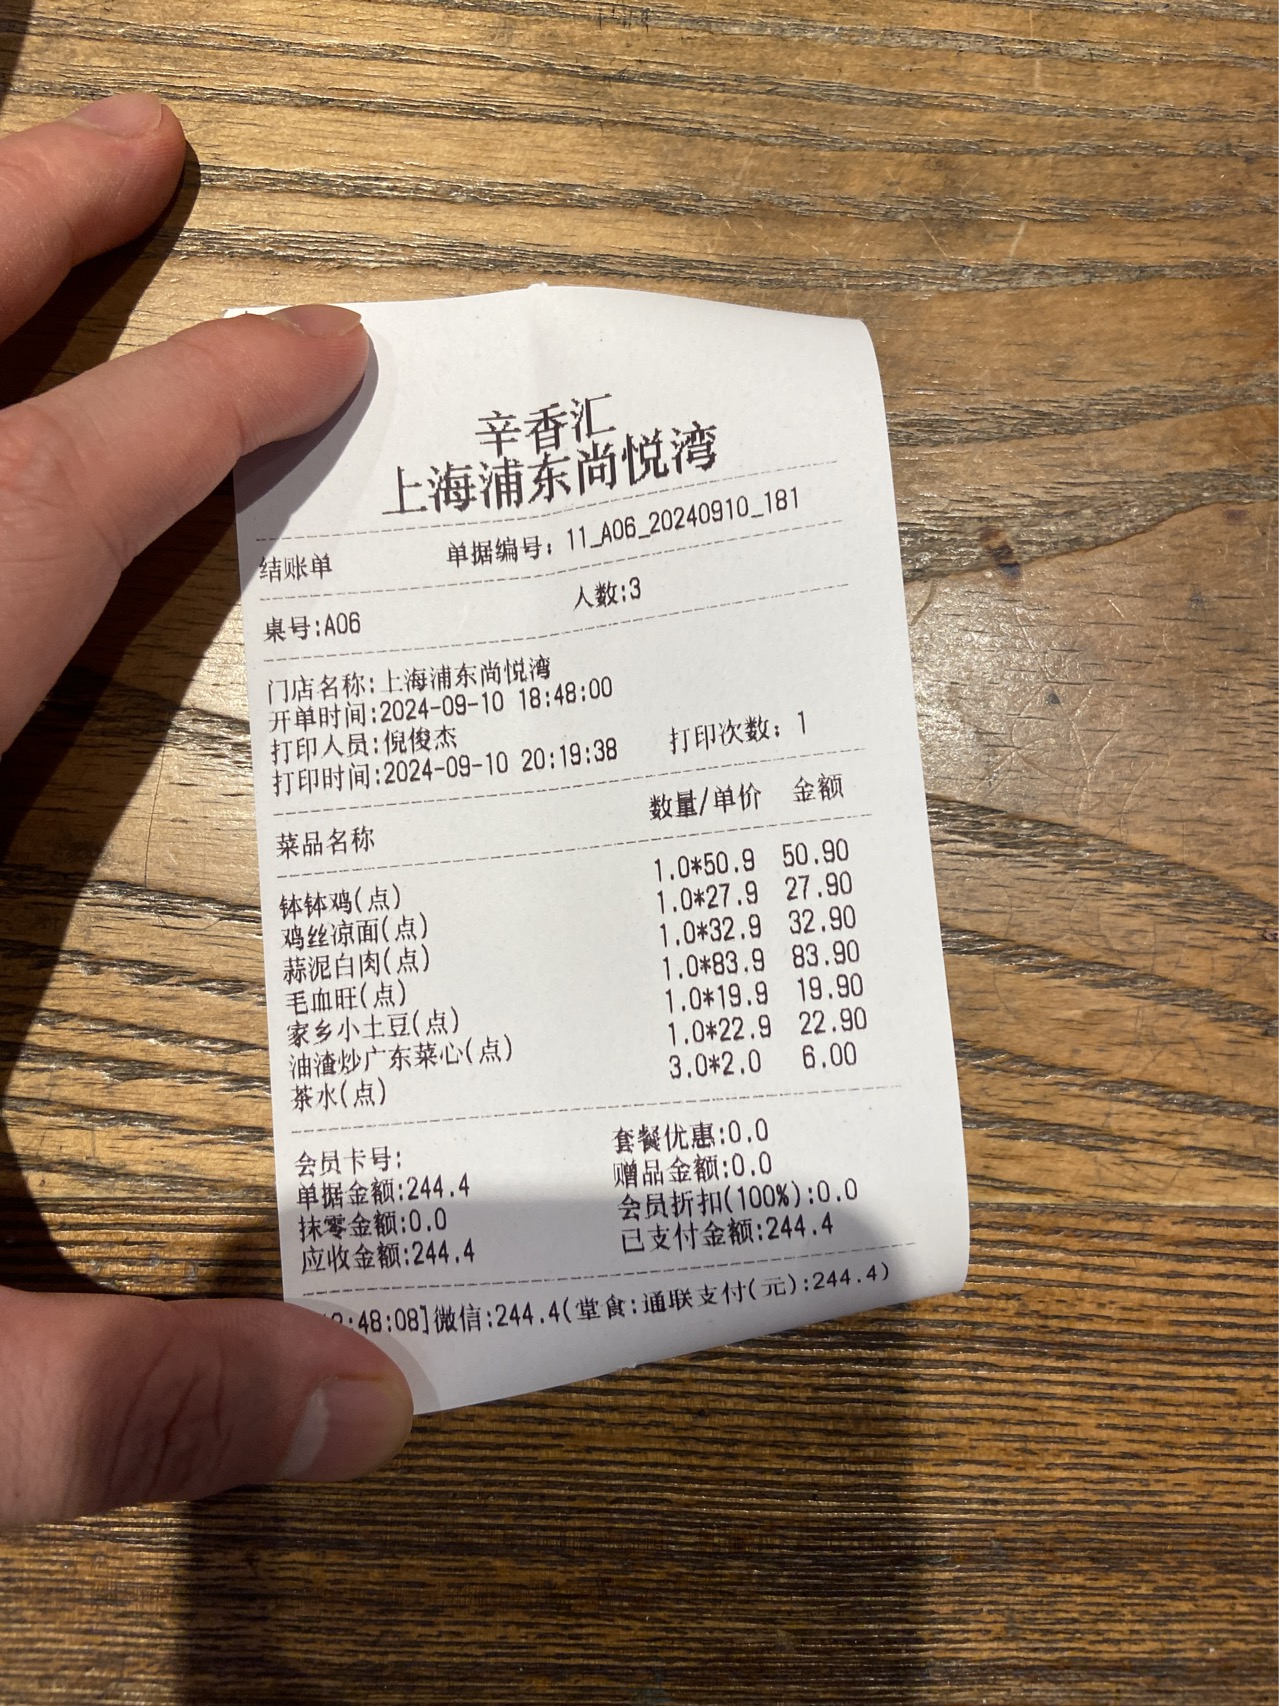 辛香汇
上海浦东尚悦湾
结账单 单据编号: 11_A06_20240910_181
桌号:A06 人数:3
门店名称:上海浦东尚悦湾
开单时间:2024-09-10 18:48:00
打印人员:倪俊杰
打印时间:2024-09-10 20:19:38 打印次数: 1
菜品名称 数量/单价 金额
钵钵鸡(点) 1.0*50.9 50.90
鸡丝凉面(点) 1.0*27.9 27.90
蒜泥白肉(点) 1.0*32.9 32.90
毛血旺(点) 1.0*83.9 83.90
家乡小土豆(点) 1.0*19.9 19.90
油渣炒广东菜心(点) 1.0*22.9 22.90
茶水(点) 3.0*2.0 6.00
会员卡号: 套餐优惠:0.0
单据金额:244.4 赠品金额:0.0
抹零金额:0.0 会员折扣(100%):0.0
应收金额:244.4 已支付金额:244.4
:48:08]微信:244.4(堂食:通联支付(元):244.4)